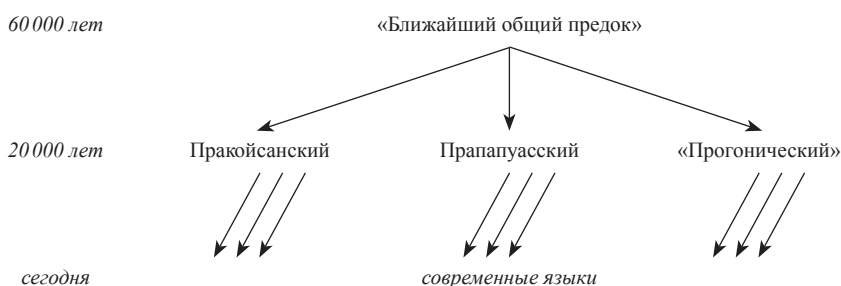 60 000 лет «Ближайший общий предок»
20 000 лет Пракойсанский Прапапуасский «Прогонический»
сегодня современные языки